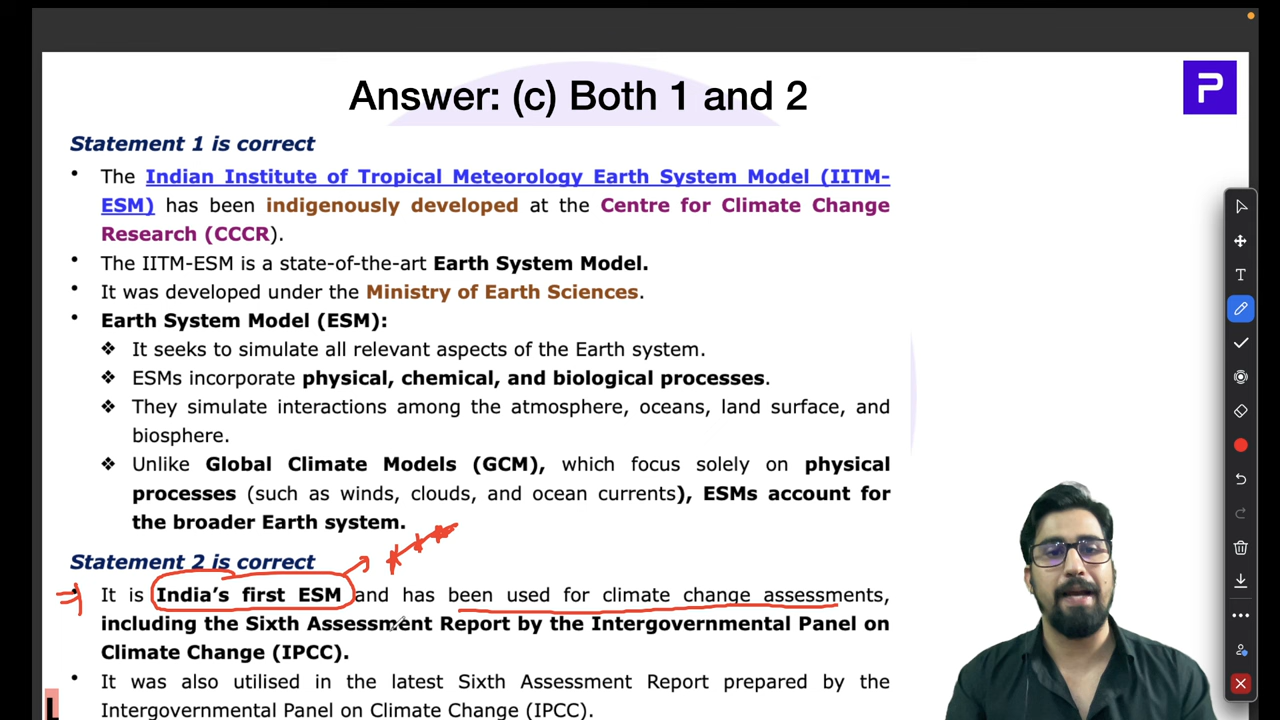 Answer: (c) Both 1 and 2
P
Statement 1 is correct
• The Indian Institute of Tropical Meteorology Earth System Model (IITM-
ESM) has been indigenously developed at the Centre for Climate Change
Research (CCCR).
• The IITM-ESM is a state-of-the-art Earth System Model.
• It was developed under the Ministry of Earth Sciences.
• Earth System Model (ESM):
❖ It seeks to simulate all relevant aspects of the Earth system.
❖ ESMs incorporate physical, chemical, and biological processes.
❖ They simulate interactions among the atmosphere, oceans, land surface, and
biosphere.
❖ Unlike Global Climate Models (GCM), which focus solely on physical
processes (such as winds, clouds, and ocean currents), ESMs account for
the broader Earth system.
Statement 2 is correct
• It is India's first ESM and has been used for climate change assessments,
including the Sixth Assessment Report by the Intergovernmental Panel on
Climate Change (IPCC).
• It was also utilised in the latest Sixth Assessment Report prepared by the
Intergovernmental Panel on Climate Change (IPCC).
L
T